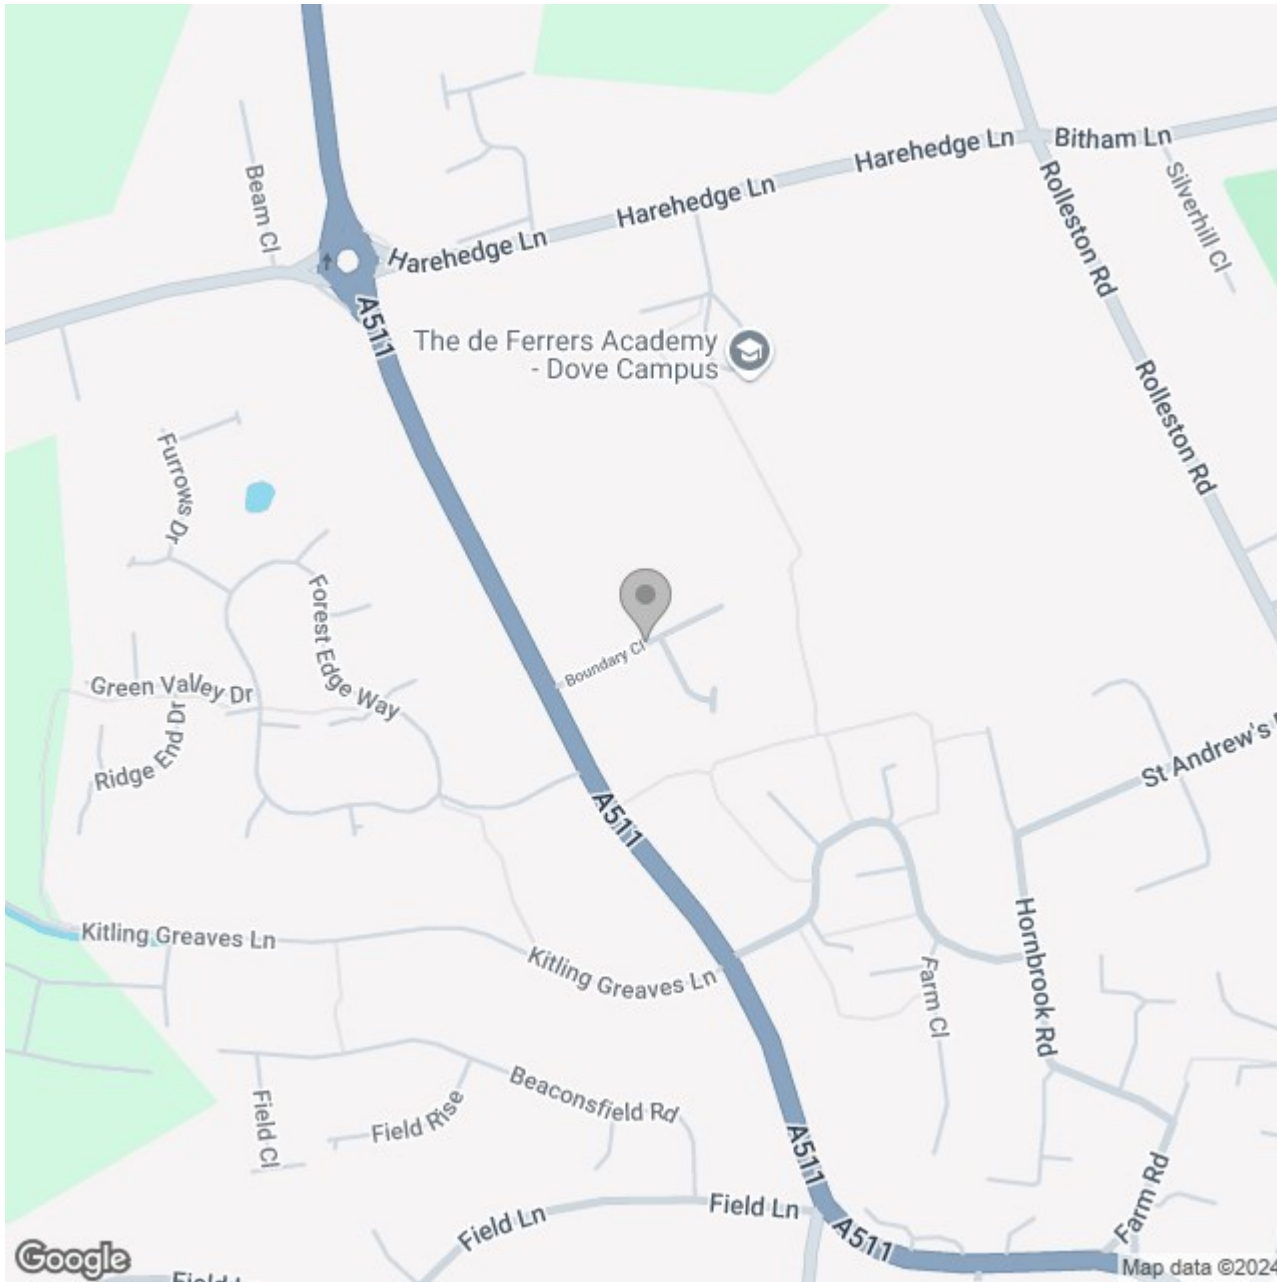 Harehedge Ln
Bitham Ln
Harehedge Ln
Harehedge Ln
Beam Cl
Silverhill Cl
Rolleston Rd
A511
The de Ferrers Academy
- Dove Campus
Rolleston Rd
Furrows Dr
Forest Edge Way
Boundary Cl
Green Valley Dr
Ridge End Dr
St Andrew's
A511
Kitling Greaves Ln
Kitling Greaves Ln
Farm Cl
Hornbrook Rd
Beaconsfield Rd
Field Rise
Field Cl
A511
Farm Rd
Field Ln
Field Ln
A511
Google
Map data ©2024